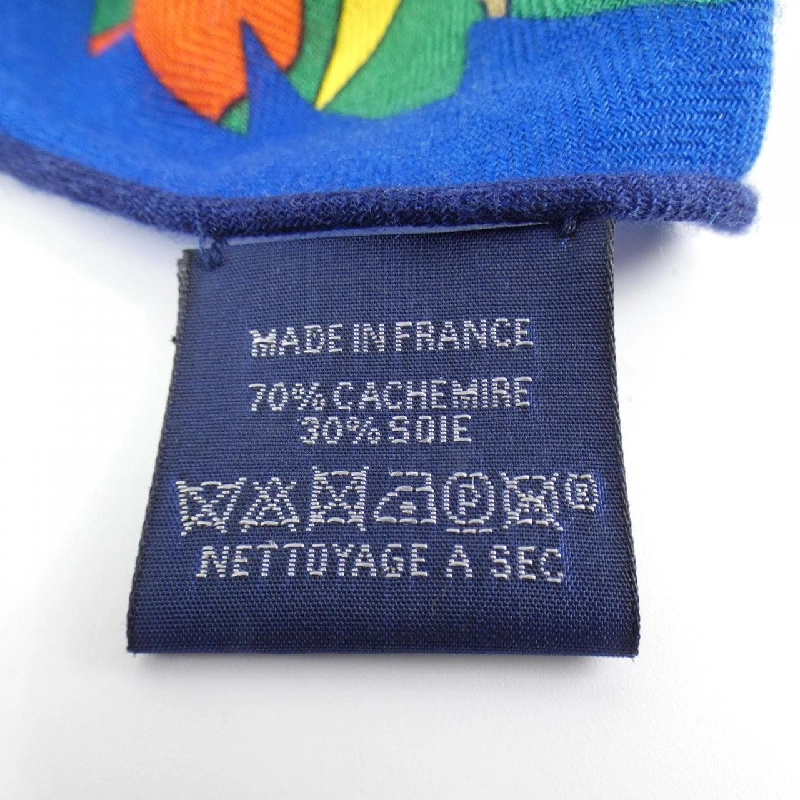 MADE IN FRANCE
70% CACHEMIRE
30% SOIE
P
NETTOYAGE A SEC